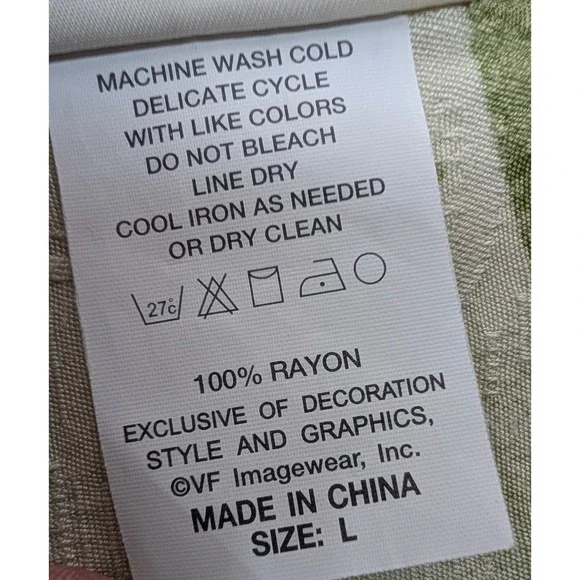 MACHINE WASH COLD
DELICATE CYCLE
WITH LIKE COLORS
DO NOT BLEACH
LINE DRY
COOL IRON AS NEEDED
OR DRY CLEAN
27°c
100% RAYON
EXCLUSIVE OF DECORATION
STYLE AND GRAPHICS,
©VF Imagewear, Inc.
MADE IN CHINA
SIZE: L